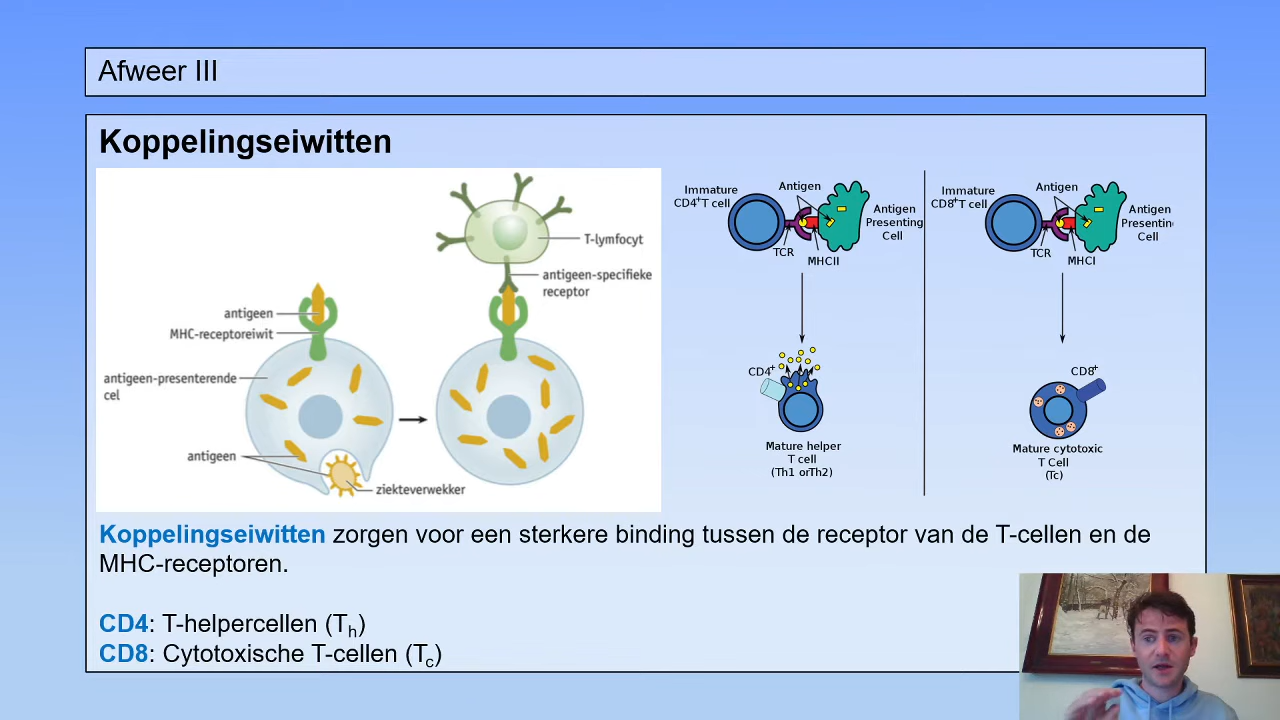 Afweer III
Koppelingseiwitten
T-lymfocyt
antigeen-specifieke
receptor
antigeen
MHC-receptoreiwit
antigeen-presenterende
cel
antigeen
ziekteverwekker
Immature
CD4+T cell
Antigen
Antigen
Presenting
Cell
TCR
MHCII
CD4+
Mature helper
T cell
(Th1 orTh2)
Immature
CD8+T cell
Antigen
Antigen
Presentin
Cell
TCR
MHCI
CD8+
Mature cytotoxic
T Cell
(Tc)
Koppelingseiwitten zorgen voor een sterkere binding tussen de receptor van de T-cellen en de
MHC-receptoren.
CD4: T-helpercellen (Th)
CD8: Cytotoxische T-cellen (Tc)